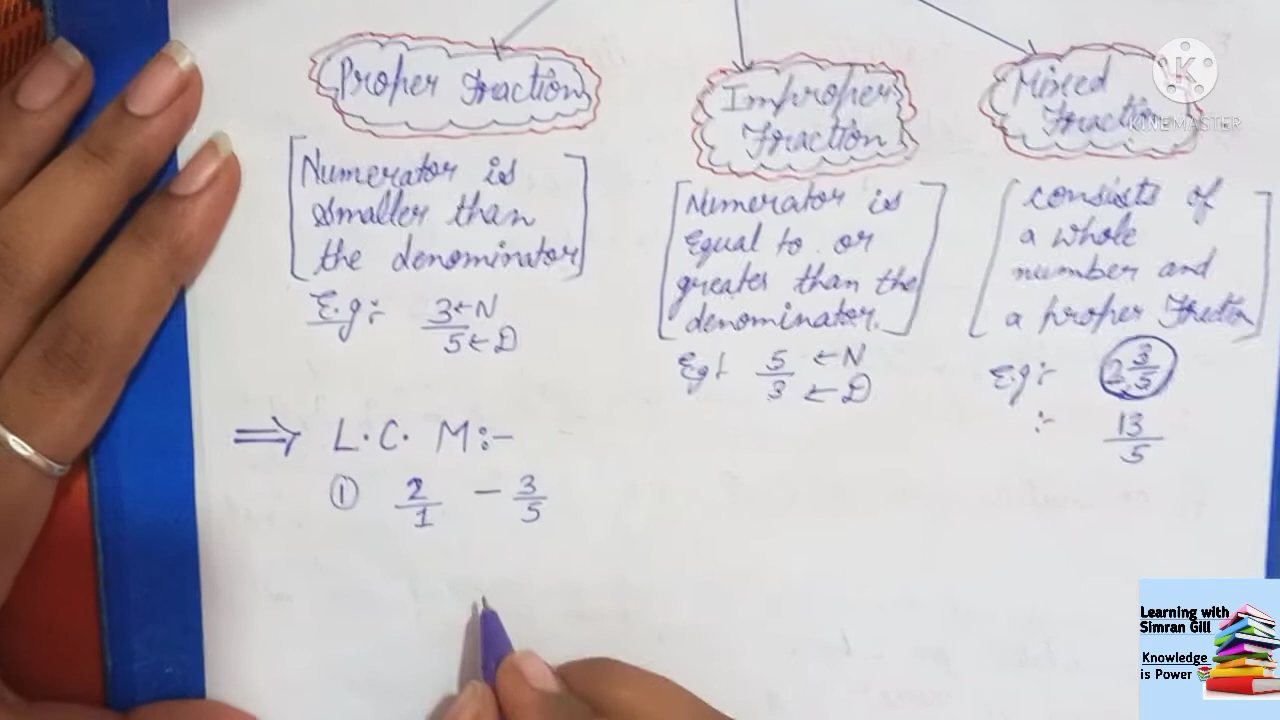 Proper Fraction
Numerator is
smaller than
the denominator
E.g:- 3←N
5←D
Improper
Fraction
Numerator is
Equal to or
greater than the
denominator.
Eg:- 5 ←N
3 ←D
Mixed
Fraction
consists of
a whole
number and
a proper Fraction
E.g:- 2 3/5
:- 13/5
⇒ L.C.M:-
① 2/1 - 3/5
K
KINEMASTER
Learning with
Simran Gill
Knowledge
is Power